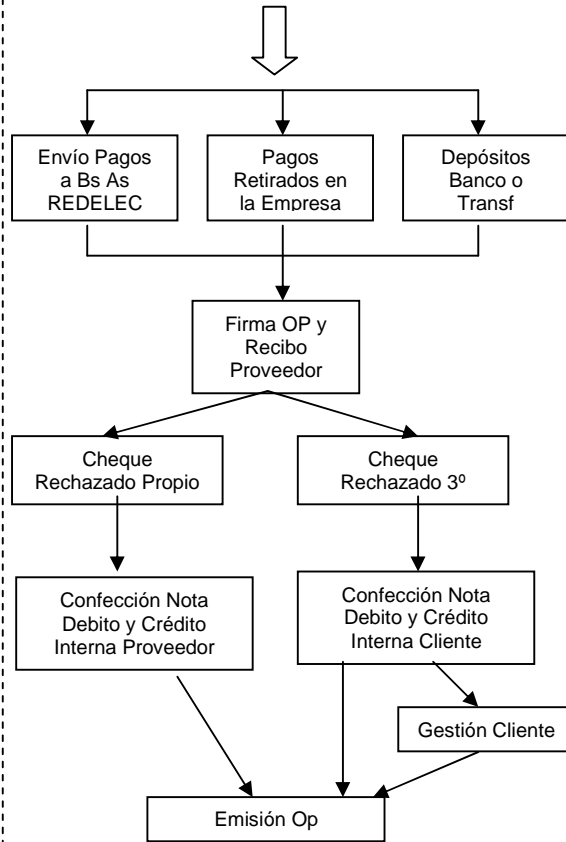 Envío Pagos
a Bs As
REDELEC
Pagos
Retirados en
la Empresa
Depósitos
Banco o
Transf
Firma OP y
Recibo
Proveedor
Cheque
Rechazado Propio
Cheque
Rechazado 3º
Confección Nota
Debito y Crédito
Interna Proveedor
Confección Nota
Debito y Crédito
Interna Cliente
Gestión Cliente
Emisión Op